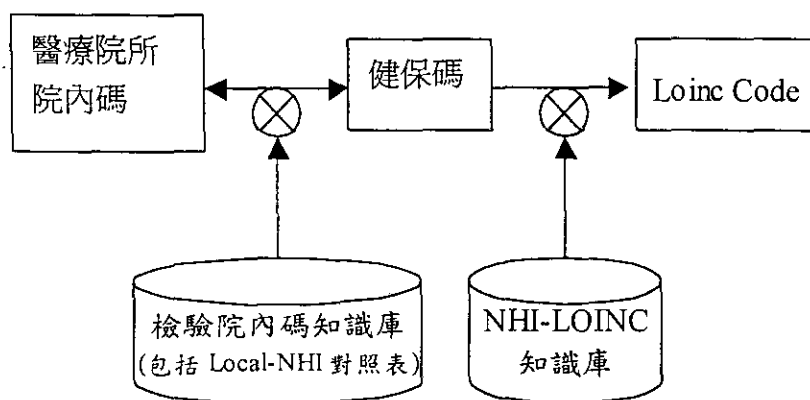 醫療院所
院內碼
健保碼
Loinc Code
檢驗院內碼知識庫
(包括 Local-NHI 對照表)
NHI-LOINC
知識庫